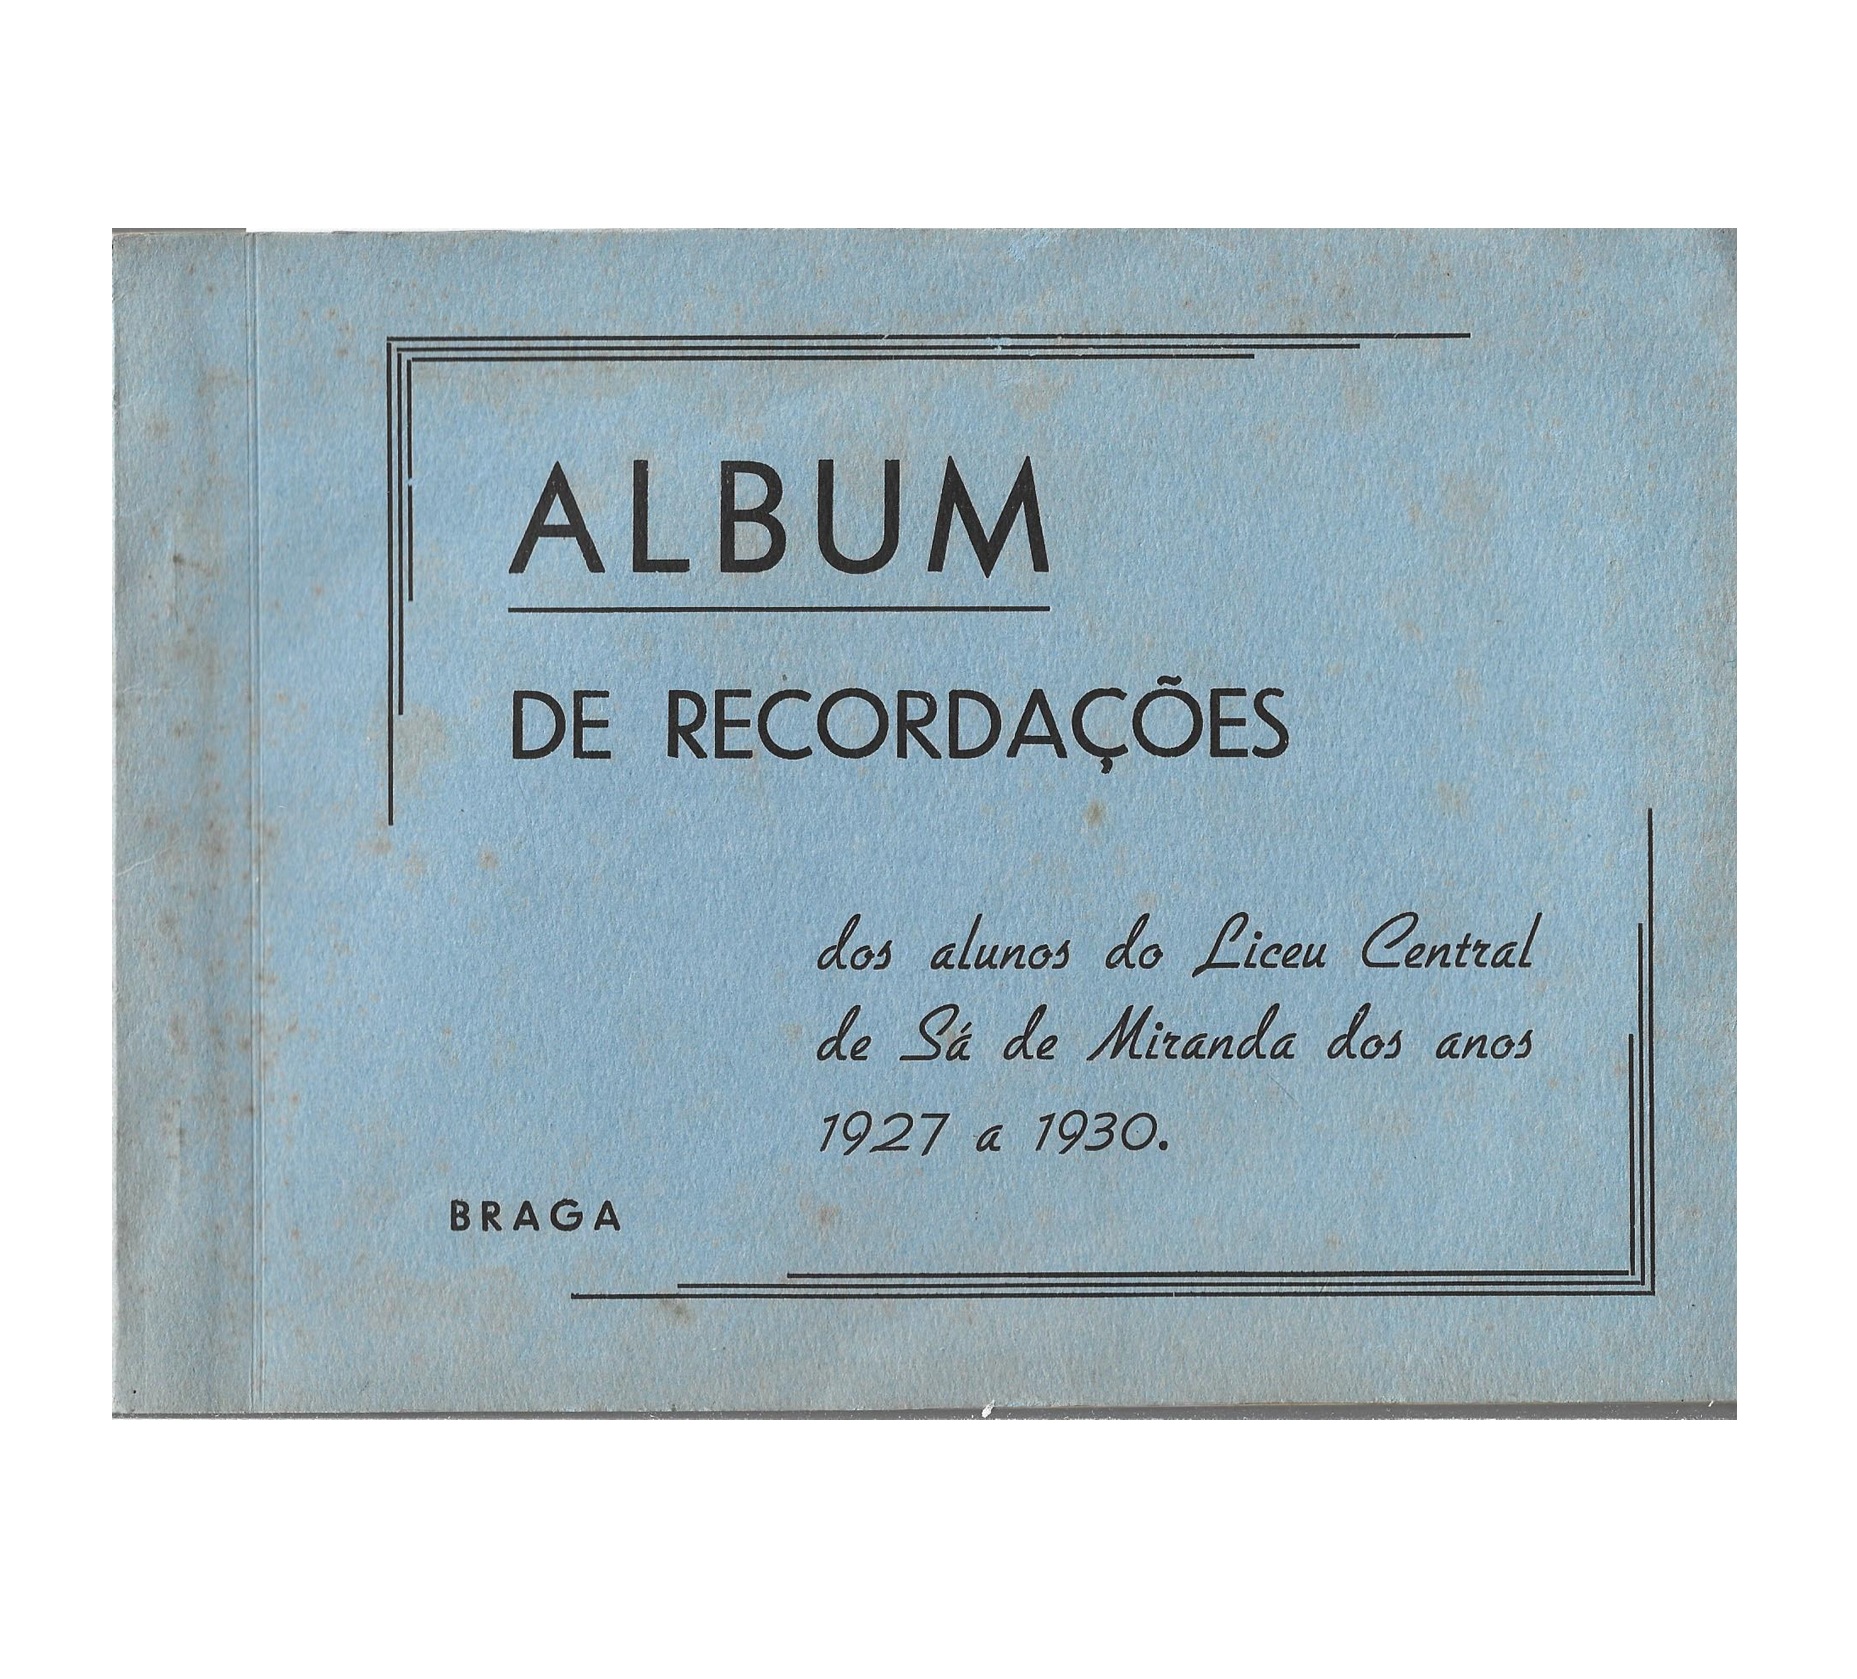 ALBUM
DE RECORDAÇÕES
dos alunos do Liceu Central
de Sá de Miranda dos anos
1927 a 1930.
BRAGA